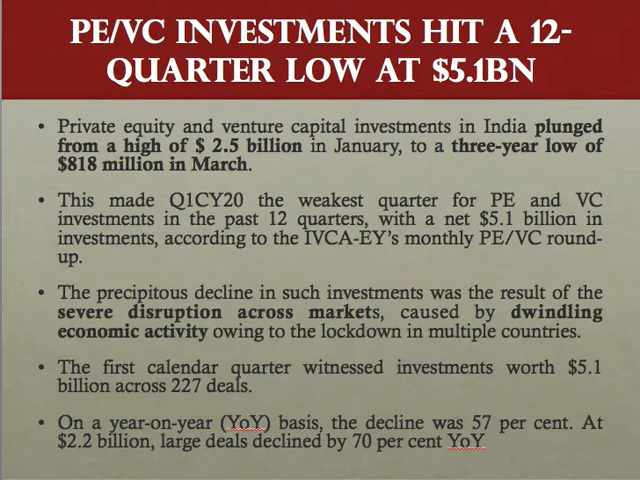 PE/VC INVESTMENTS HIT A 12-
QUARTER LOW AT $5.1BN
• Private equity and venture capital investments in India plunged
from a high of $ 2.5 billion in January, to a three-year low of
$818 million in March.
• This made Q1CY20 the weakest quarter for PE and VC
investments in the past 12 quarters, with a net $5.1 billion in
investments, according to the IVCA-EY's monthly PE/VC round-
up.
• The precipitous decline in such investments was the result of the
severe disruption across markets, caused by dwindling
economic activity owing to the lockdown in multiple countries.
• The first calendar quarter witnessed investments worth $5.1
billion across 227 deals.
• On a year-on-year (YoY) basis, the decline was 57 per cent. At
$2.2 billion, large deals declined by 70 per cent YoY